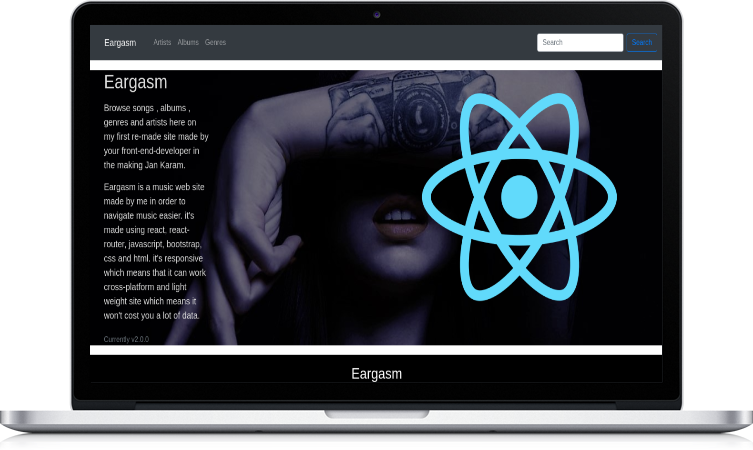 Eargasm Artists Albums Genres Search Search
Eargasm
Browse songs , albums ,
genres and artists here on
my first re-made site made by
your front-end-developer in
the making Jan Karam.
Eargasm is a music web site
made by me in order to
navigate music easier. it's
made using react, react-
router, javascript, bootstrap,
css and html. it's responsive
which means that it can work
cross-platform and light
weight site which means it
won't cost you a lot of data.
Currently v2.0.0
Eargasm